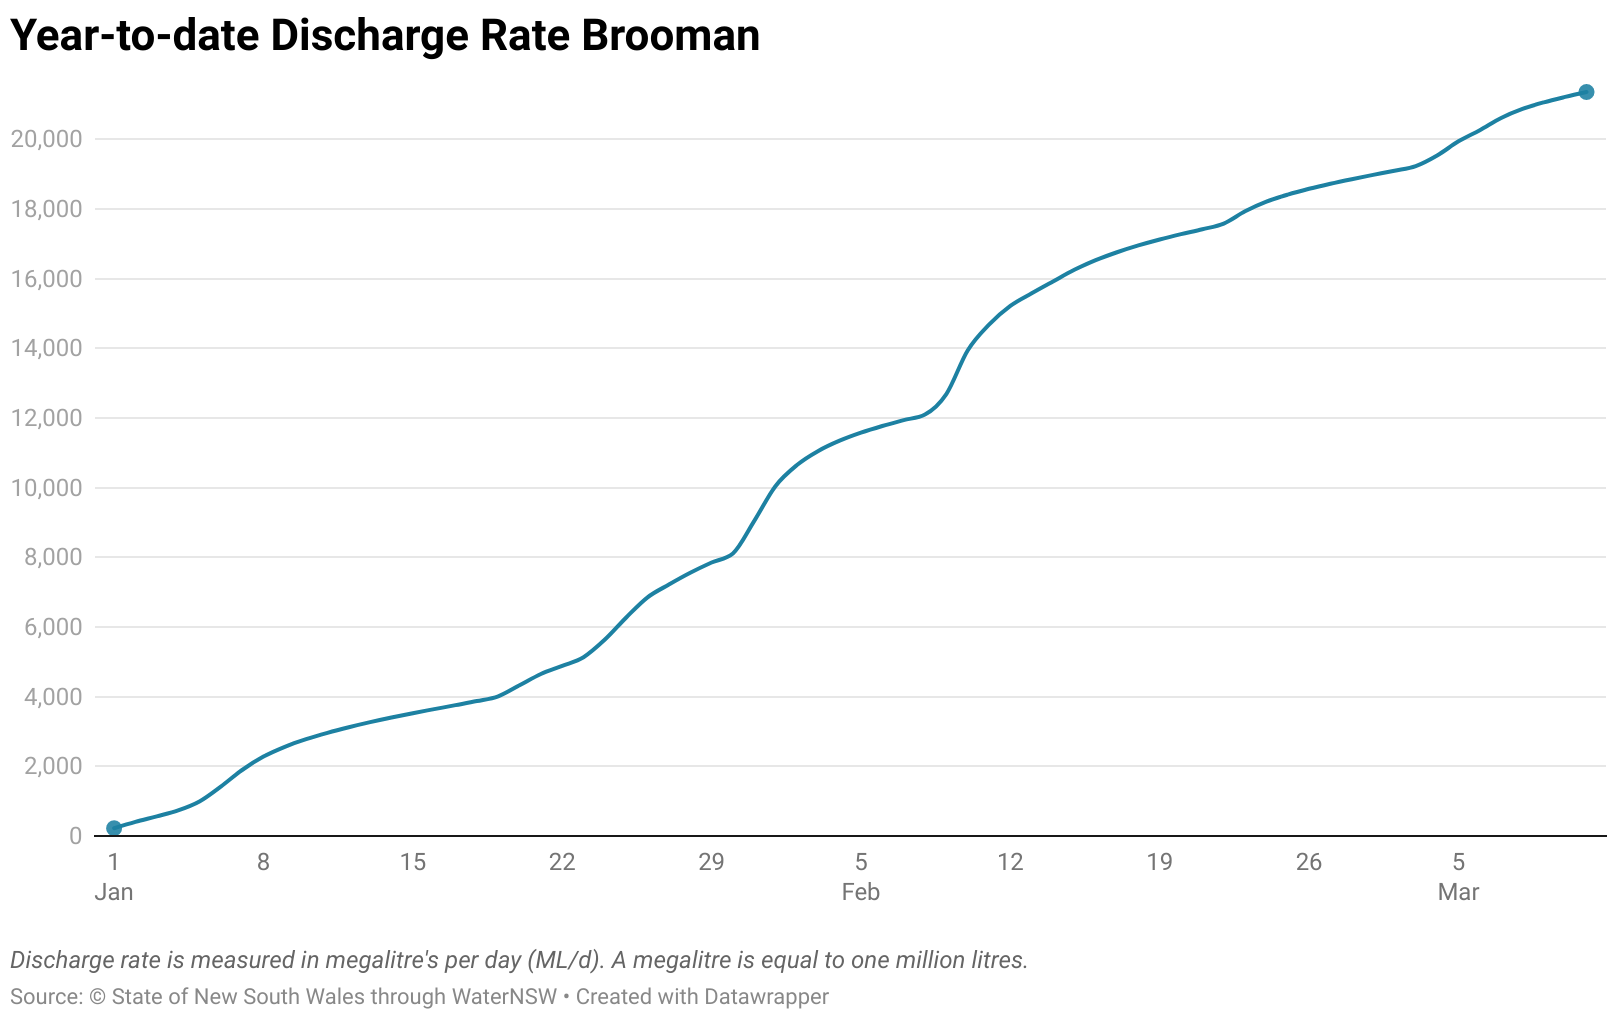 Year-to-date Discharge Rate Brooman
20,000
18,000
16,000
14,000
12,000
10,000
8,000
6,000
4,000
2,000
0
1 8 15 22 29 5 12 19 26 5
Jan Feb Mar
Discharge rate is measured in megalitre's per day (ML/d). A megalitre is equal to one million litres.
Source: © State of New South Wales through WaterNSW • Created with Datawrapper